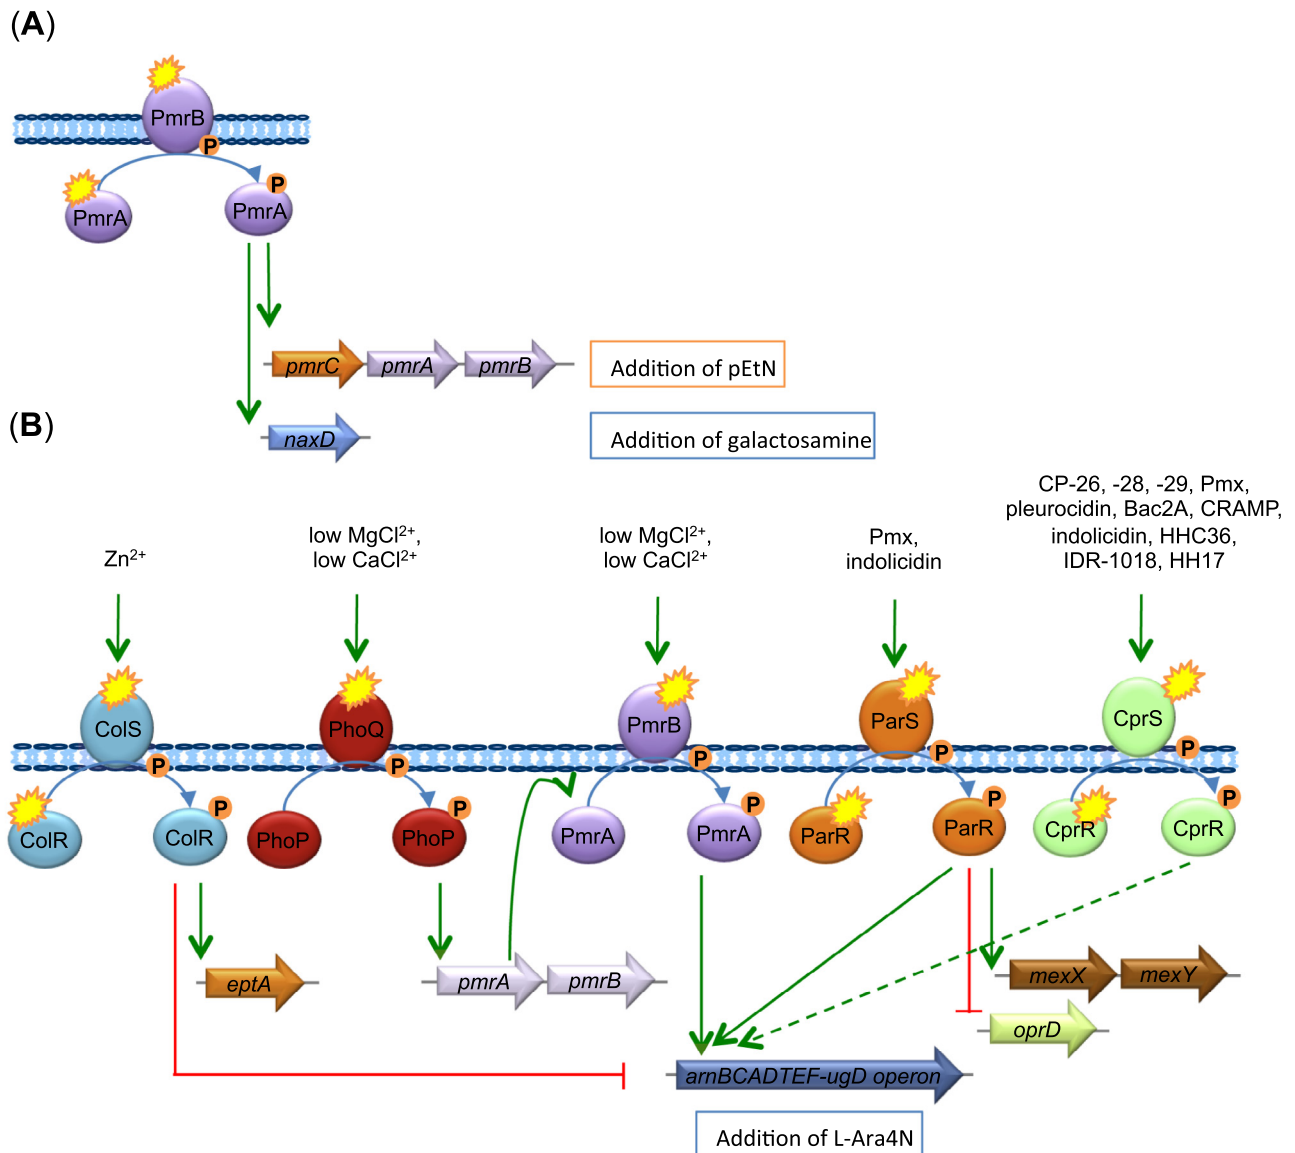 (A)
PmrB
P
PmrA
P
PmrA
pmrC pmrA pmrB
Addition of pEtN
naxD
Addition of galactosamine
(B)
Zn2+
low MgCl2+,
low CaCl2+
low MgCl2+,
low CaCl2+
Pmx,
indolicidin
CP-26, -28, -29, Pmx,
pleurocidin, Bac2A, CRAMP,
indolicidin, HHC36,
IDR-1018, HH17
ColS
PhoQ
PmrB
ParS
CprS
P
P
P
P
P
ColR
P
ColR
PhoP
P
PhoP
PmrA
P
PmrA
ParR
P
ParR
CprR
P
CprR
eptA
pmrA pmrB
mexX mexY
oprD
arnBCADTEF-ugD operon
Addition of L-Ara4N